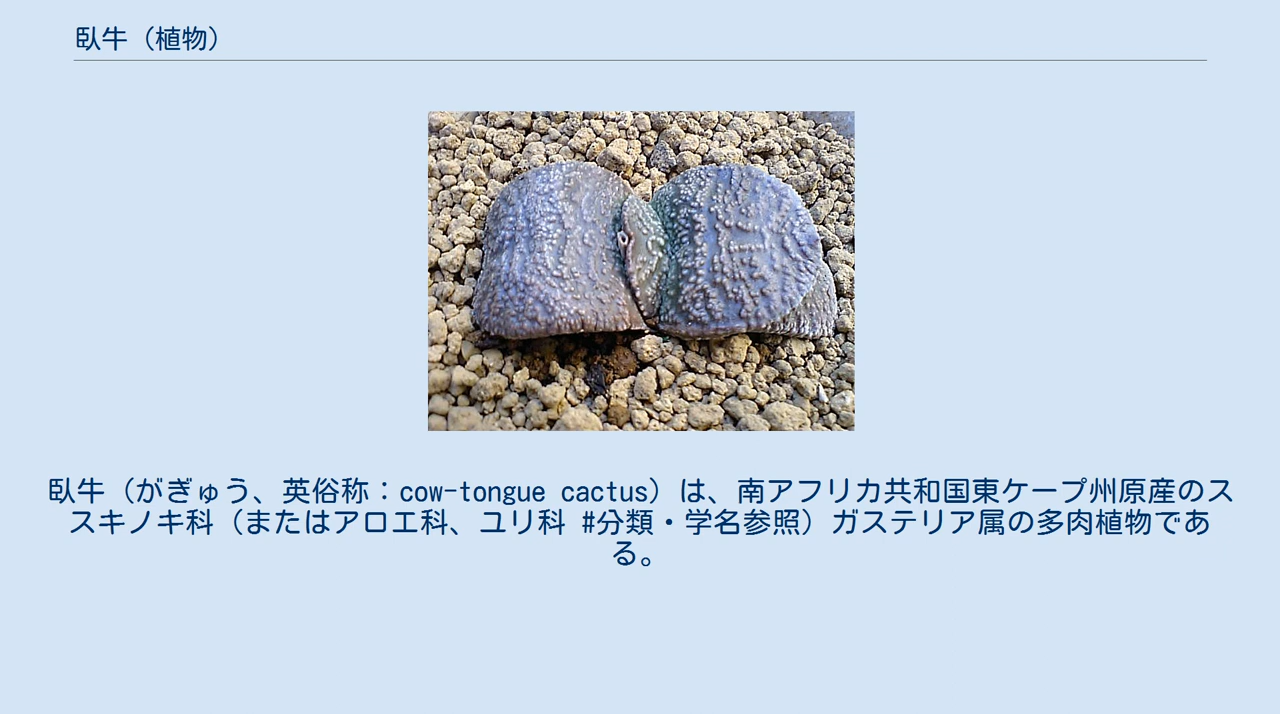 臥牛（植物）
臥牛（がぎゅう、英俗称：cow-tongue cactus）は、南アフリカ共和国東ケープ州原産のス
スキノキ科（またはアロエ科、ユリ科 #分類・学名参照）ガステリア属の多肉植物であ
る。